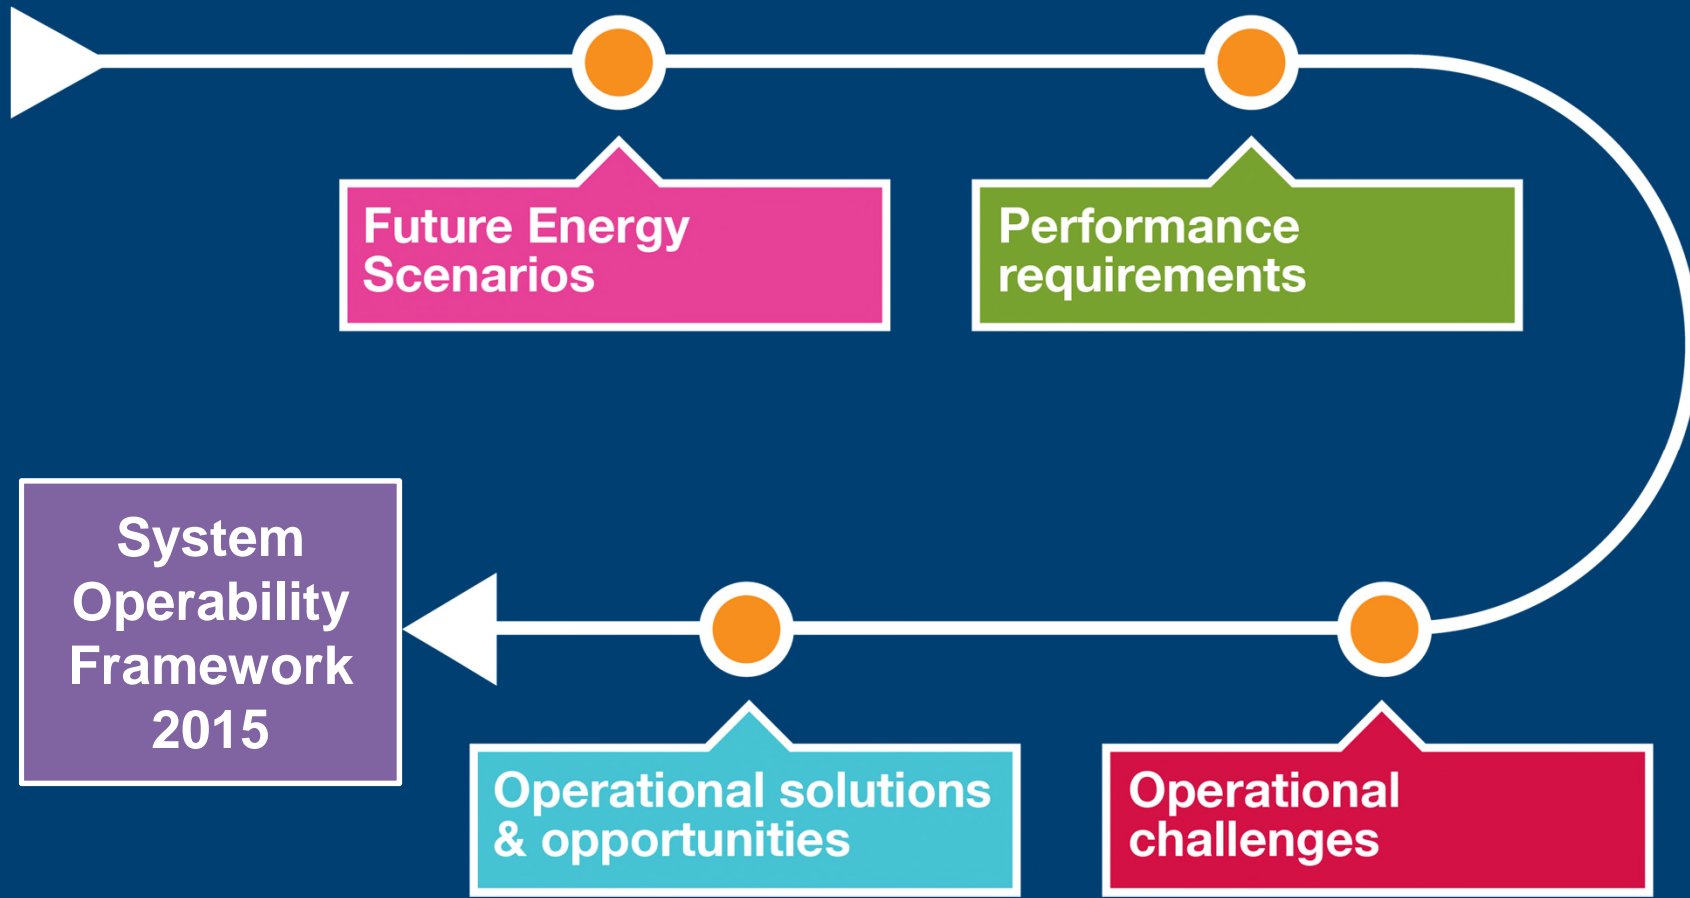 Future Energy
Scenarios
Performance
requirements
System
Operability
Framework
2015
Operational solutions
& opportunities
Operational
challenges